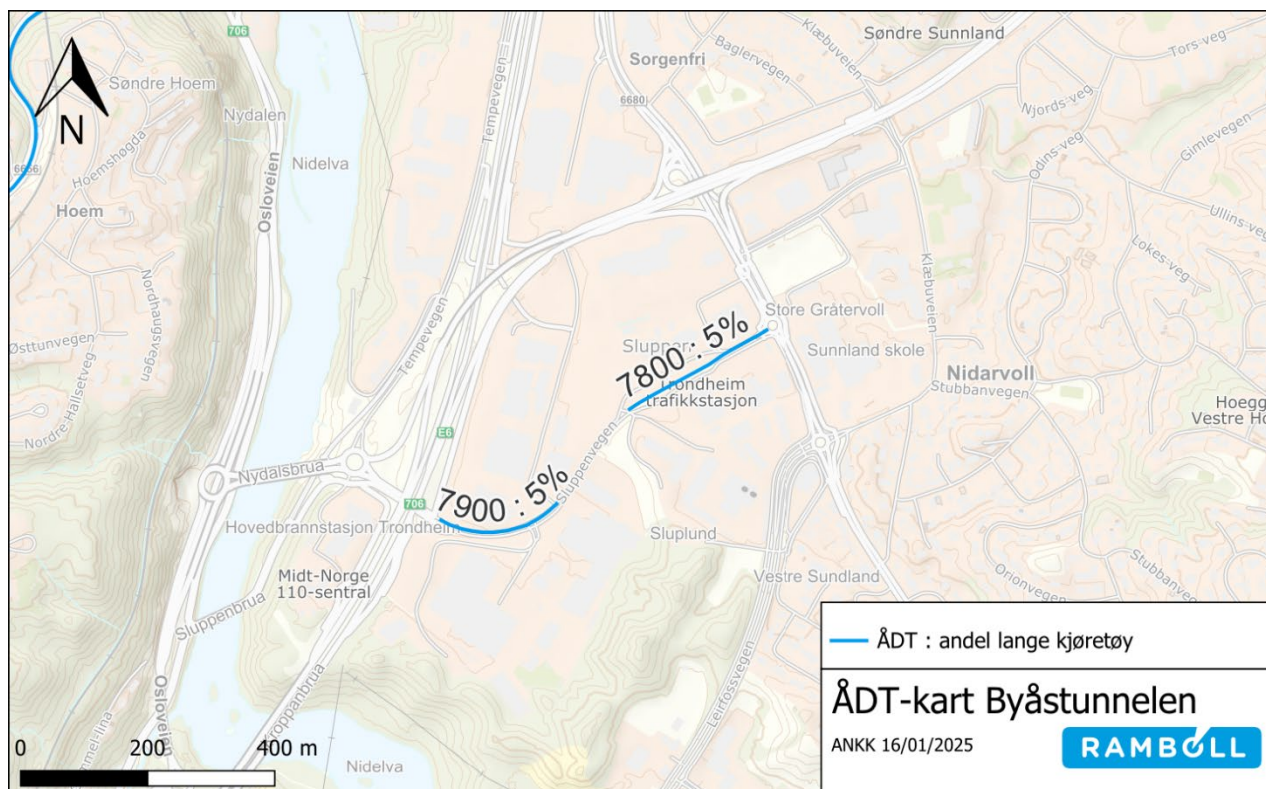 706
Søndre Sunnland
Klæbuveien
Baglervegen
Tors-veg
Sorgenfri
Søndre Hoem
Nydalen
Tempevegen
6680j
Njords-veg
N
Osloveien
Nidelva
Hoemshøgda
Odins-veg
Gimlevegen
Hoem
Ullins-veg
Lokes-veg
Klæbuveien
Nordhaugsvegen
Østtunvegen
Tempevegen
Store Gråtervoll
7800 : 5%
Sunnland skole
Nidarvoll
Trondheim
trafikkstasjon
Stubbanvegen
Hoegg
Vestre Ho
Nordre-Hallsetveg
E6
Sluppenvegen
Nydalsbrua
7900 : 5%
706
Hovedbrannstasjon Trondheim
Sluplund
Midt-Norge
110-sentral
Vestre Sundland
Stubbanvegen
Orionvegen
Sluppenbrua
Leirfossvegen
Kroppanbrua
Osloveien
Nidelva
0 200 400 m
ÅDT : andel lange kjøretøy
ÅDT-kart Byåstunnelen
ANKK 16/01/2025
RAMBOLL